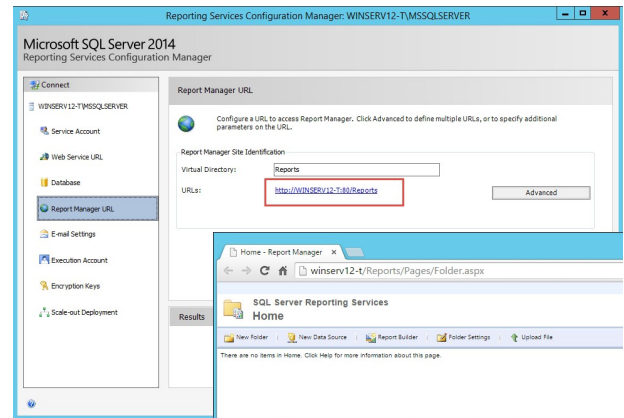 Reporting Services Configuration Manager: WINSERV12-T\MSSQLSERVER
Microsoft SQL Server 2014
Reporting Services Configuration Manager
Connect
WINSERV12-T\MSSQLSERVER
Service Account
Web Service URL
Database
Report Manager URL
E-mail Settings
Execution Account
Encryption Keys
Scale-out Deployment
Report Manager URL
Configure a URL to access Report Manager. Click Advanced to define multiple URLs, or to specify additional
parameters on the URL.
Report Manager Site Identification
Virtual Directory: Reports
URLs: http://WINSERV12-T:80/Reports Advanced
Results
Home - Report Manager x
winserv12-t/Reports/Pages/Folder.aspx
SQL Server Reporting Services
Home
New Folder New Data Source Report Builder Folder Settings Upload File
There are no items in Home. Click Help for more information about this page.